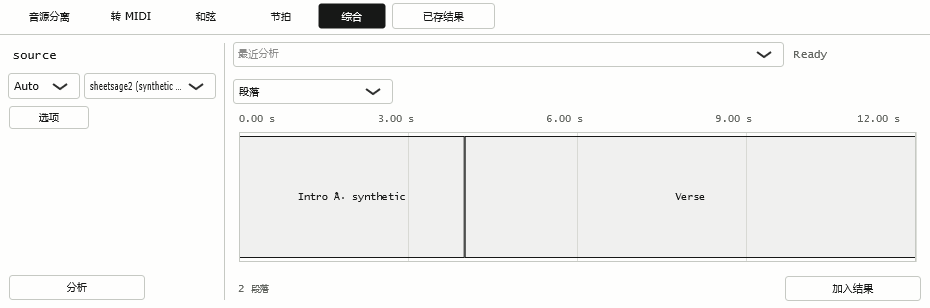 音源分离 转 MIDI 和弦 节拍 综合 已存结果
source
最近分析 Ready
Auto sheetsage2 (synthetic ...
段落
选项
0.00 s 3.00 s 6.00 s 9.00 s 12.00 s
Intro A. synthetic Verse
分析
2 段落 加入结果